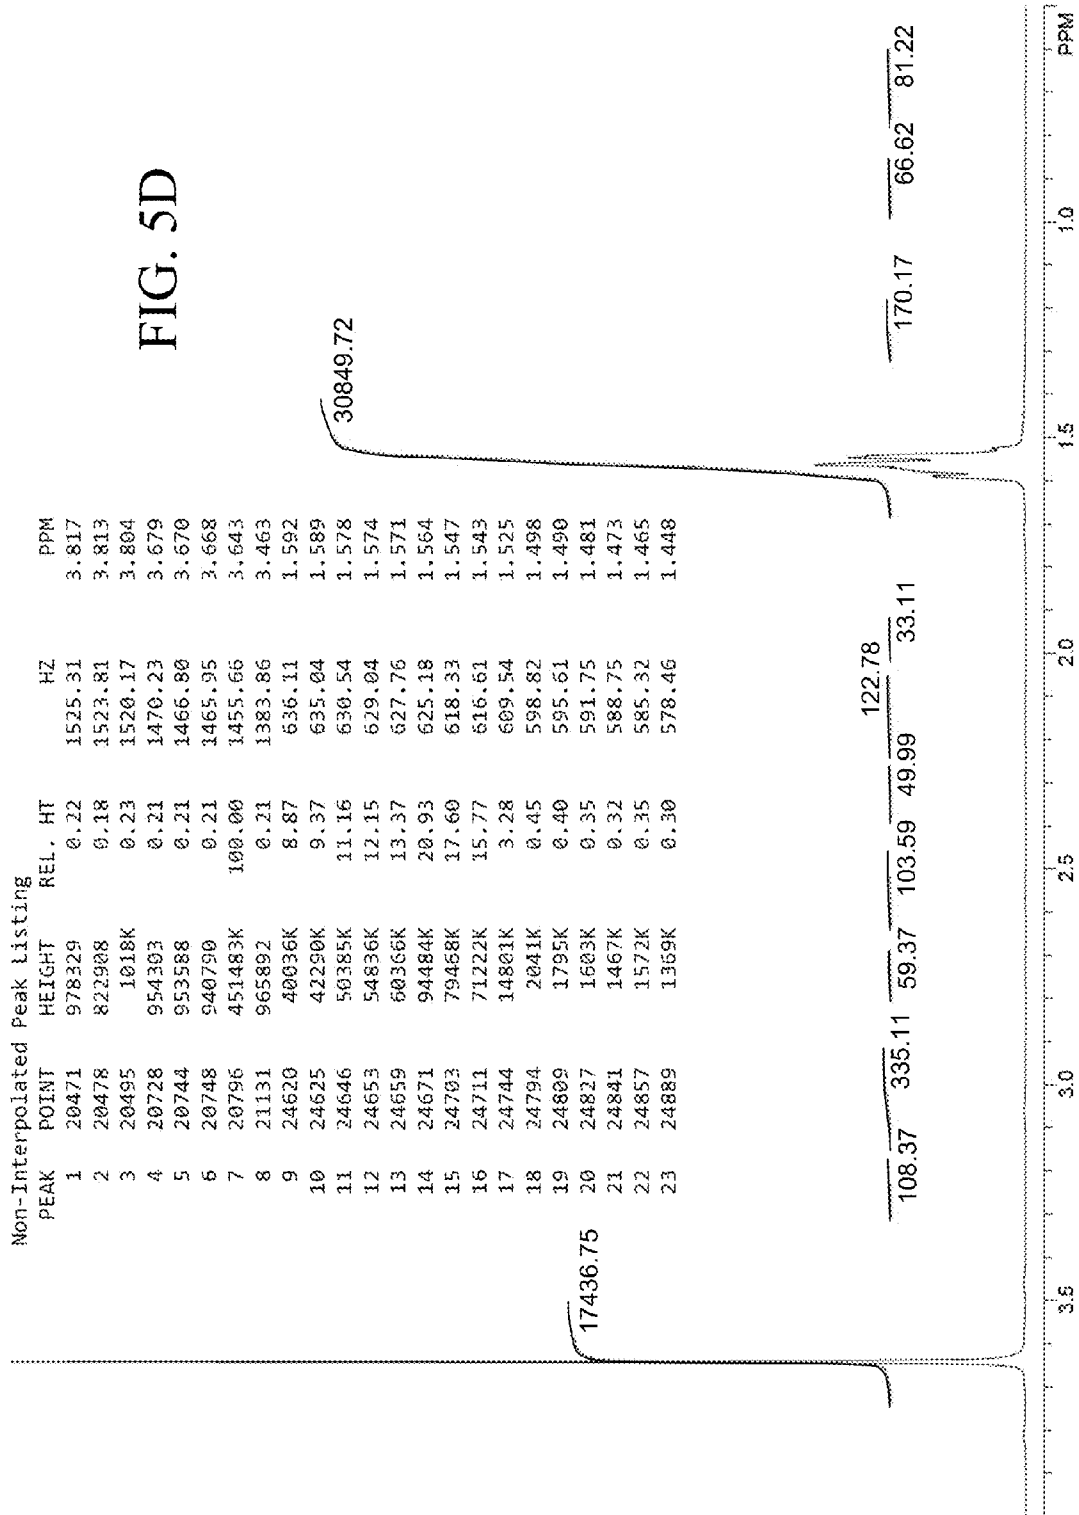 FIG. 5D
Non-Interpolated Peak Listing
PEAK POINT HEIGHT REL. HT HZ PPM
1 20471 978329 0.22 1525.31 3.817
2 20478 822908 0.18 1523.81 3.813
3 20495 1018K 0.23 1520.17 3.804
4 20728 954303 0.21 1470.23 3.679
5 20744 953588 0.21 1466.80 3.670
6 20748 940790 0.21 1465.95 3.668
7 20796 451483K 100.00 1455.66 3.643
8 21131 965892 0.21 1383.86 3.463
9 24620 40036K 8.87 636.11 1.592
10 24625 42290K 9.37 635.04 1.589
11 24646 50385K 11.16 630.54 1.578
12 24653 54836K 12.15 629.04 1.574
13 24659 60366K 13.37 627.76 1.571
14 24671 94484K 20.93 625.18 1.564
15 24703 79468K 17.60 618.33 1.547
16 24711 71222K 15.77 616.61 1.543
17 24744 14801K 3.28 609.54 1.525
18 24794 2041K 0.45 598.82 1.498
19 24809 1795K 0.40 595.61 1.490
20 24827 1603K 0.35 591.75 1.481
21 24841 1467K 0.32 588.75 1.473
22 24857 1572K 0.35 585.32 1.465
23 24889 1369K 0.30 578.46 1.448
30849.72
17436.75
122.78
108.37 335.11 59.37 103.59 49.99 33.11 170.17 66.62 81.22
3.5 3.0 2.5 2.0 1.5 1.0 PPM